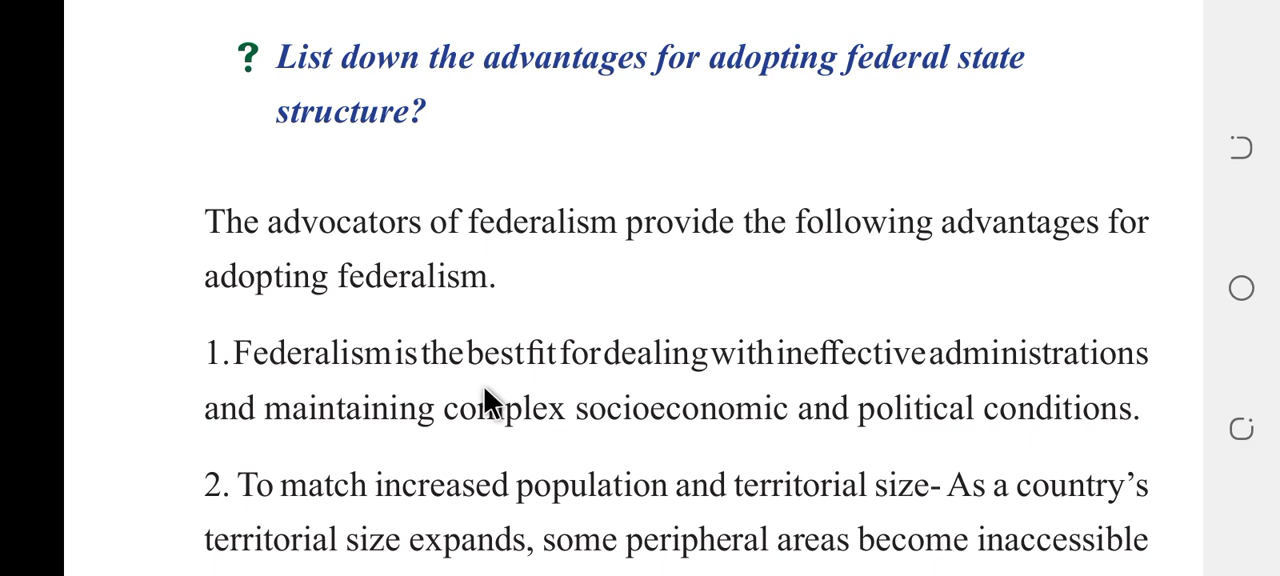 ? List down the advantages for adopting federal state
structure?
The advocators of federalism provide the following advantages for
adopting federalism.
1. Federalism is the best fit for dealing with ineffective administrations
and maintaining complex socioeconomic and political conditions.
2. To match increased population and territorial size- As a country’s
territorial size expands, some peripheral areas become inaccessible